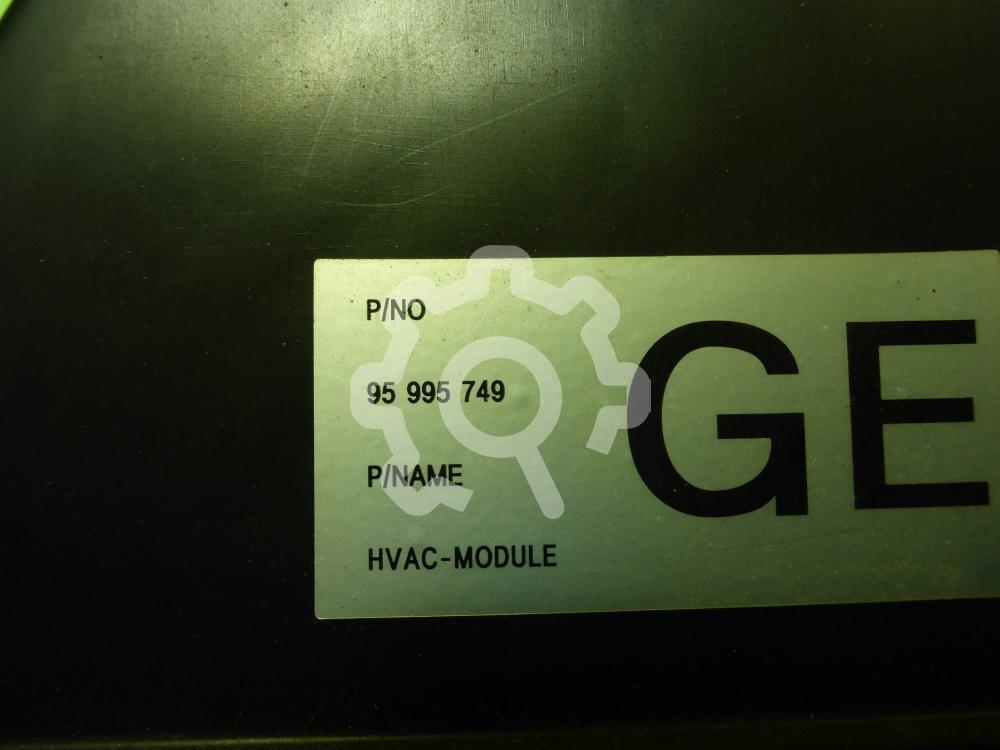 P/NO
95 995 749
P/NAME
HVAC-MODULE
GE